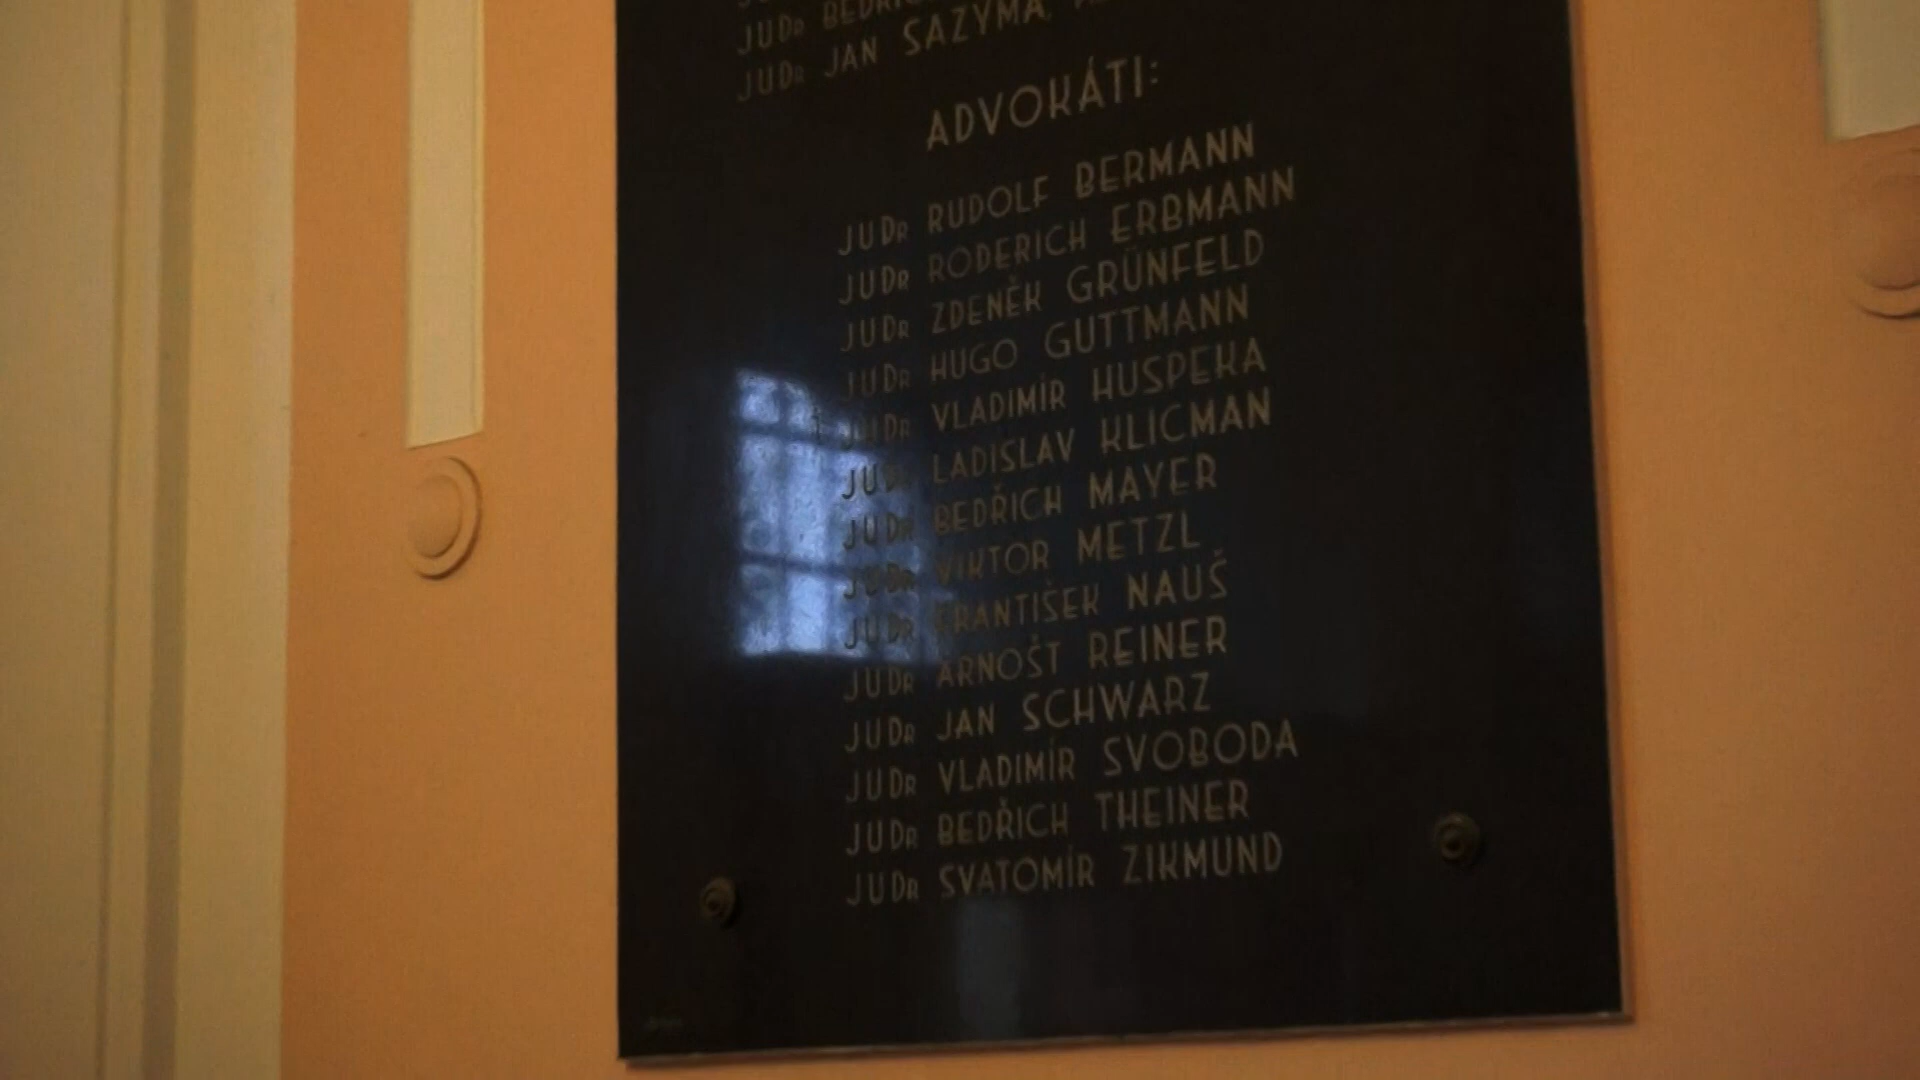 JUDr BEDŘICH
JUDr JAN SAZYMA,
ADVOKÁTI:
JUDr RUDOLF BERMANN
JUDr RODERICH ERBMANN
JUDr ZDENĚK GRÜNFELD
JUDr HUGO GUTTMANN
JUDr VLADIMÍR HUSPEKA
JUDr LADISLAV KLICMAN
JUDr BEDŘICH MAYER
JUDr VIKTOR METZL
JUDr FRANTIŠEK NAUŠ
JUDr ARNOŠT REINER
JUDr JAN SCHWARZ
JUDr VLADIMÍR SVOBODA
JUDr BEDŘICH THEINER
JUDr SVATOMÍR ZIKMUND